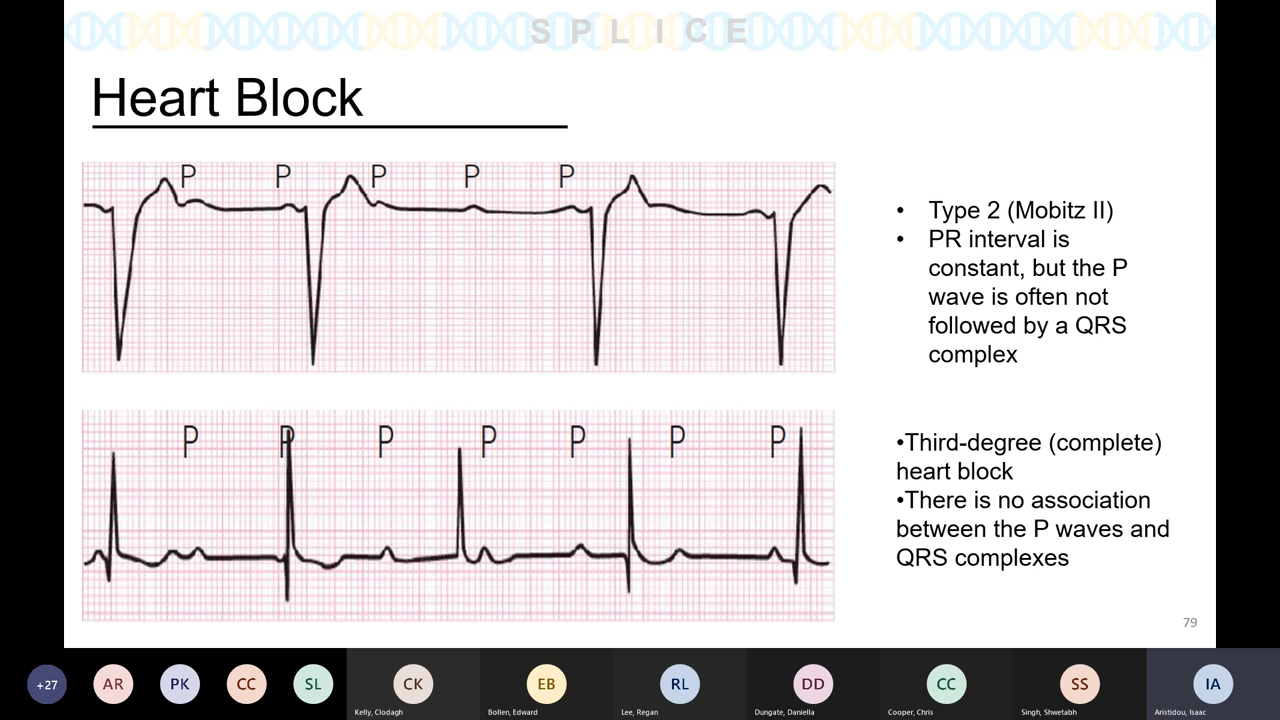 SPLICE
Heart Block
P P P P P
• Type 2 (Mobitz II)
• PR interval is
constant, but the P
wave is often not
followed by a QRS
complex
P P P P P P P
•Third-degree (complete)
heart block
•There is no association
between the P waves and
QRS complexes
79
+27 AR PK CC SL CK EB RL DD CC SS IA
Kelly, Clodagh Bollen, Edward Lee, Regan Dungate, Daniella Cooper, Chris Singh, Shwetabh Aristidou, Isaac